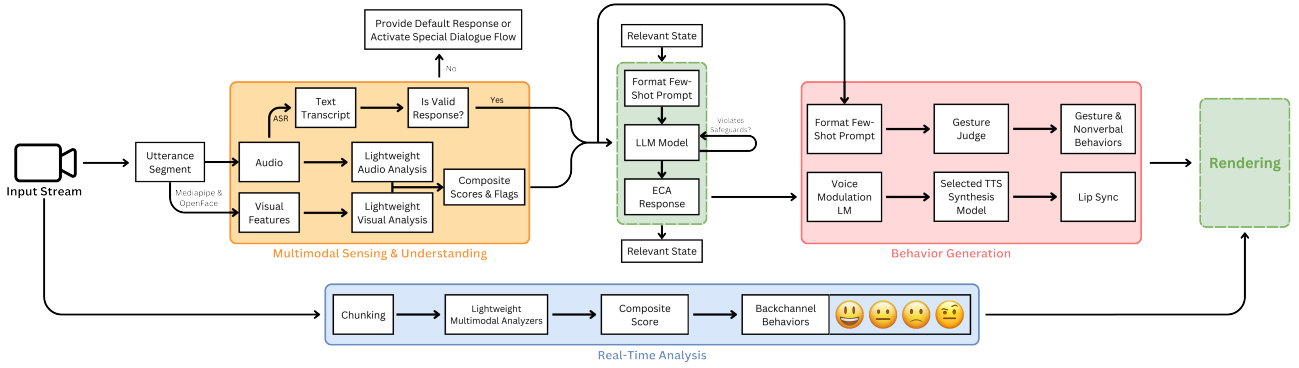 Provide Default Response or
Activate Special Dialogue Flow
No
Relevant State
Text
Transcript
ASR
Is Valid
Response?
Yes
Format Few-
Shot Prompt
Violates
Safeguards?
LLM Model
ECA
Response
Relevant State
Input Stream
Utterance
Segment
Mediapipe &
OpenFace
Audio
Lightweight
Audio Analysis
Visual
Features
Lightweight
Visual Analysis
Composite
Scores & Flags
Multimodal Sensing & Understanding
Format Few-
Shot Prompt
Gesture
Judge
Gesture &
Nonverbal
Behaviors
Voice
Modulation
LM
Selected TTS
Synthesis
Model
Lip Sync
Behavior Generation
Rendering
Chunking
Lightweight
Multimodal Analyzers
Composite
Score
Backchannel
Behaviors
Real-Time Analysis